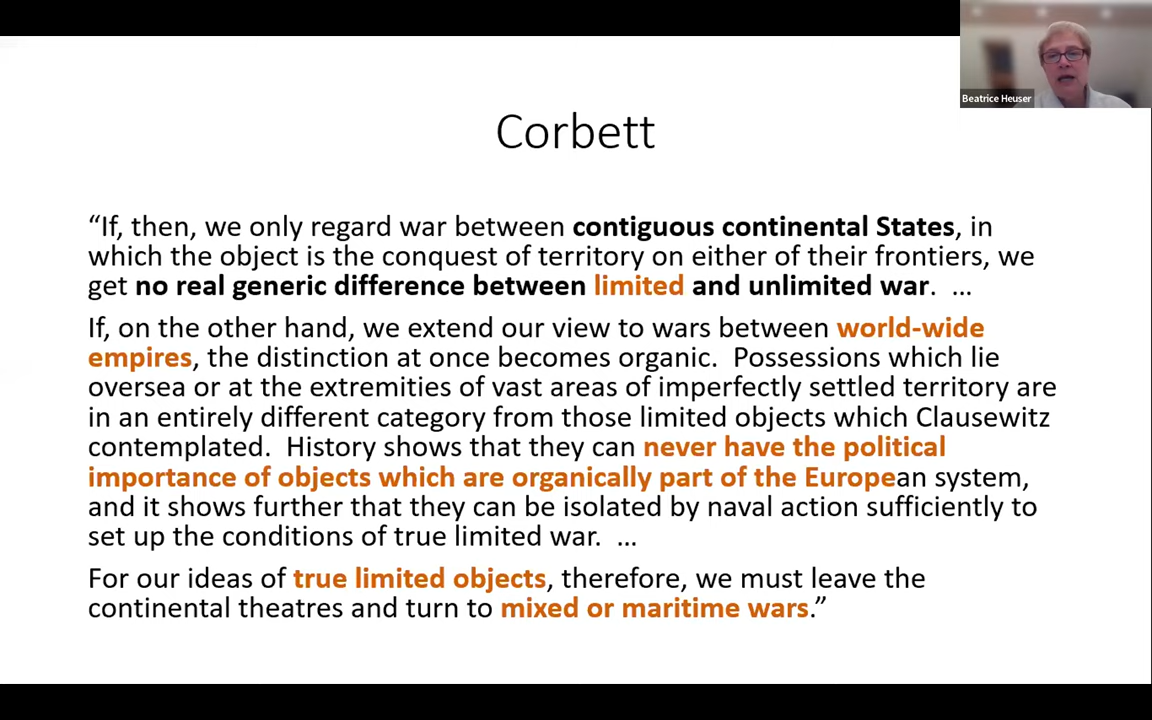 Beatrice Heuser
Corbett
“If, then, we only regard war between contiguous continental States, in
which the object is the conquest of territory on either of their frontiers, we
get no real generic difference between limited and unlimited war.  …
If, on the other hand, we extend our view to wars between world-wide
empires, the distinction at once becomes organic.  Possessions which lie
oversea or at the extremities of vast areas of imperfectly settled territory are
in an entirely different category from those limited objects which Clausewitz
contemplated.  History shows that they can never have the political
importance of objects which are organically part of the European system,
and it shows further that they can be isolated by naval action sufficiently to
set up the conditions of true limited war.  …
For our ideas of true limited objects, therefore, we must leave the
continental theatres and turn to mixed or maritime wars.”